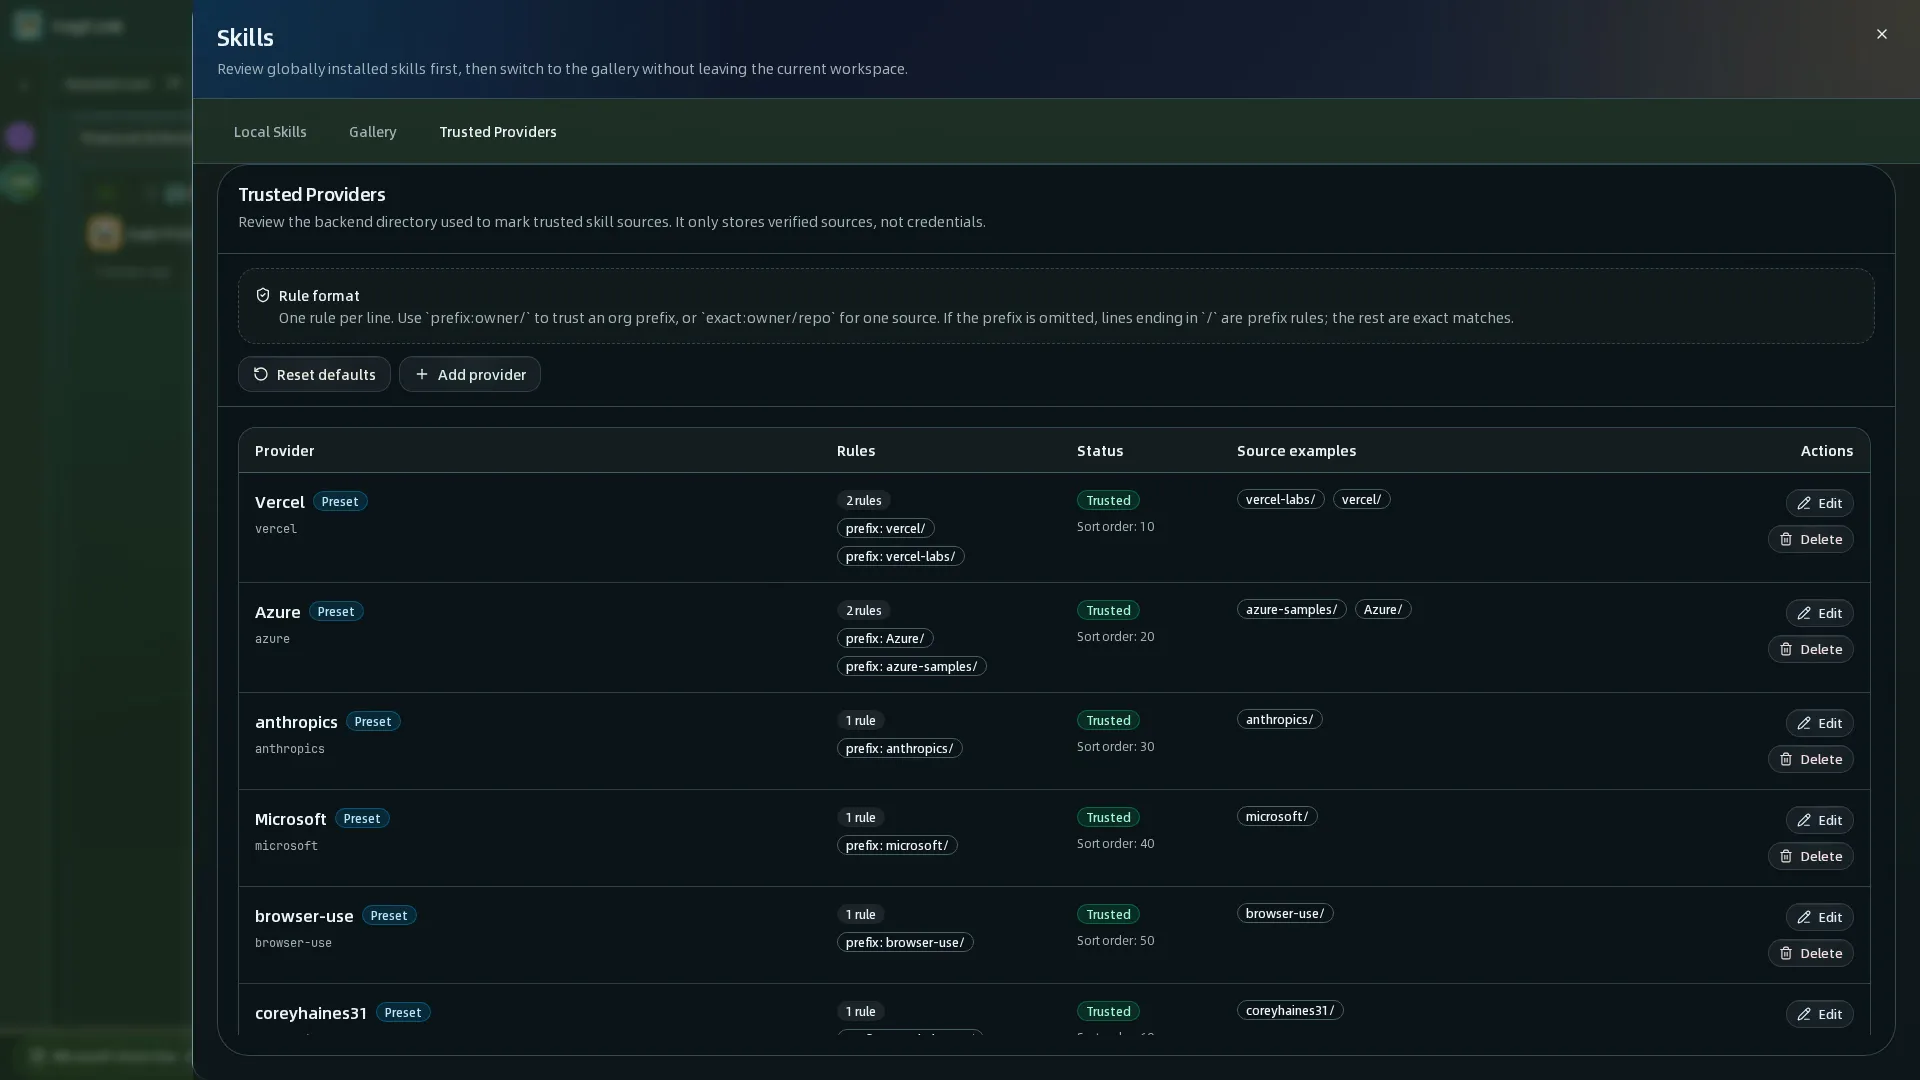 Skills
Review globally installed skills first, then switch to the gallery without leaving the current workspace.
Local Skills
Gallery
Trusted Providers
Trusted Providers
Review the backend directory used to mark trusted skill sources. It only stores verified sources, not credentials.
Rule format
One rule per line. Use `prefix:owner/` to trust an org prefix, or `exact:owner/repo` for one source. If the prefix is omitted, lines ending in `/` are prefix rules; the rest are exact matches.
Reset defaults
Add provider
Provider Rules Status Source examples Actions
Vercel Preset
vercel
2 rules
prefix: vercel/
prefix: vercel-labs/
Trusted
Sort order: 10
vercel-labs/ vercel/
Edit
Delete
Azure Preset
azure
2 rules
prefix: Azure/
prefix: azure-samples/
Trusted
Sort order: 20
azure-samples/ Azure/
Edit
Delete
anthropics Preset
anthropics
1 rule
prefix: anthropics/
Trusted
Sort order: 30
anthropics/
Edit
Delete
Microsoft Preset
microsoft
1 rule
prefix: microsoft/
Trusted
Sort order: 40
microsoft/
Edit
Delete
browser-use Preset
browser-use
1 rule
prefix: browser-use/
Trusted
Sort order: 50
browser-use/
Edit
Delete
coreyhaines31 Preset
1 rule
Trusted
coreyhaines31/
Edit